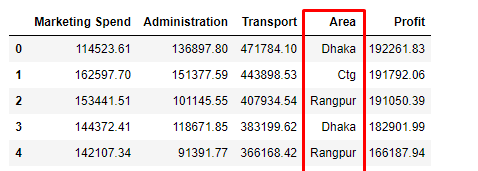 Marketing Spend Administration Transport Area Profit
0 114523.61 136897.80 471784.10 Dhaka 192261.83
1 162597.70 151377.59 443898.53 Ctg 191792.06
2 153441.51 101145.55 407934.54 Rangpur 191050.39
3 144372.41 118671.85 383199.62 Dhaka 182901.99
4 142107.34 91391.77 366168.42 Rangpur 166187.94